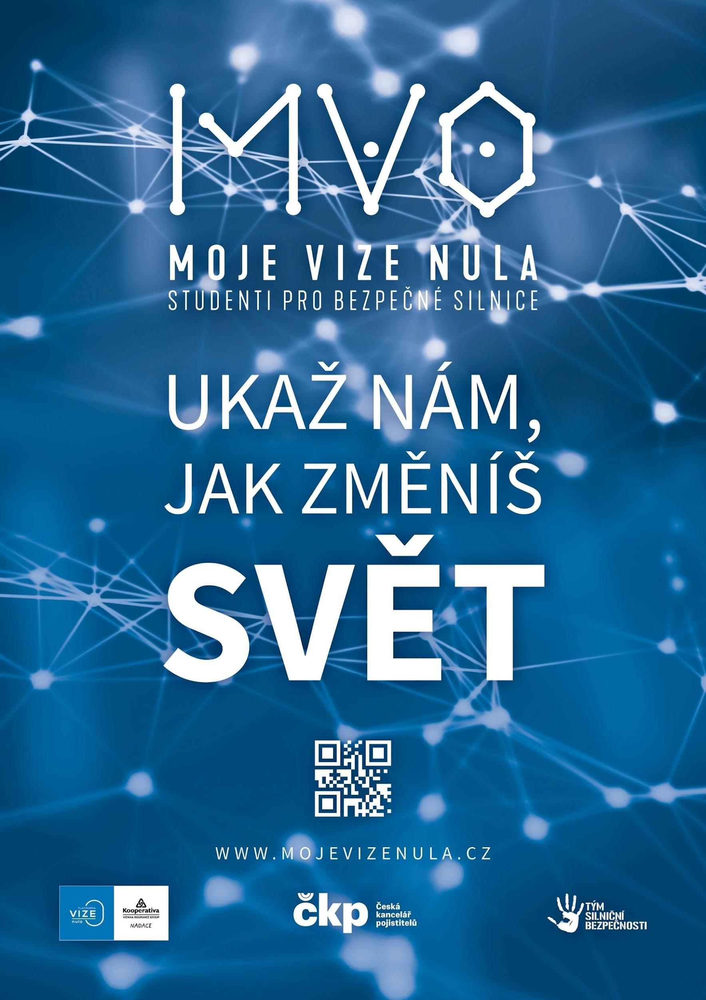 MV0
MOJE VIZE NULA
STUDENTI PRO BEZPEČNÉ SILNICE
UKAŽ NÁM,
JAK ZMĚNÍŠ
SVĚT
WWW.MOJEVIZENULA.CZ
PLATFORMA
VIZE
nula
Kooperativa
VIENNA INSURANCE GROUP
NADACE
čkp
Česká
kancelář
pojistitelů
TÝM
SILNIČNÍ
BEZPEČNOSTI